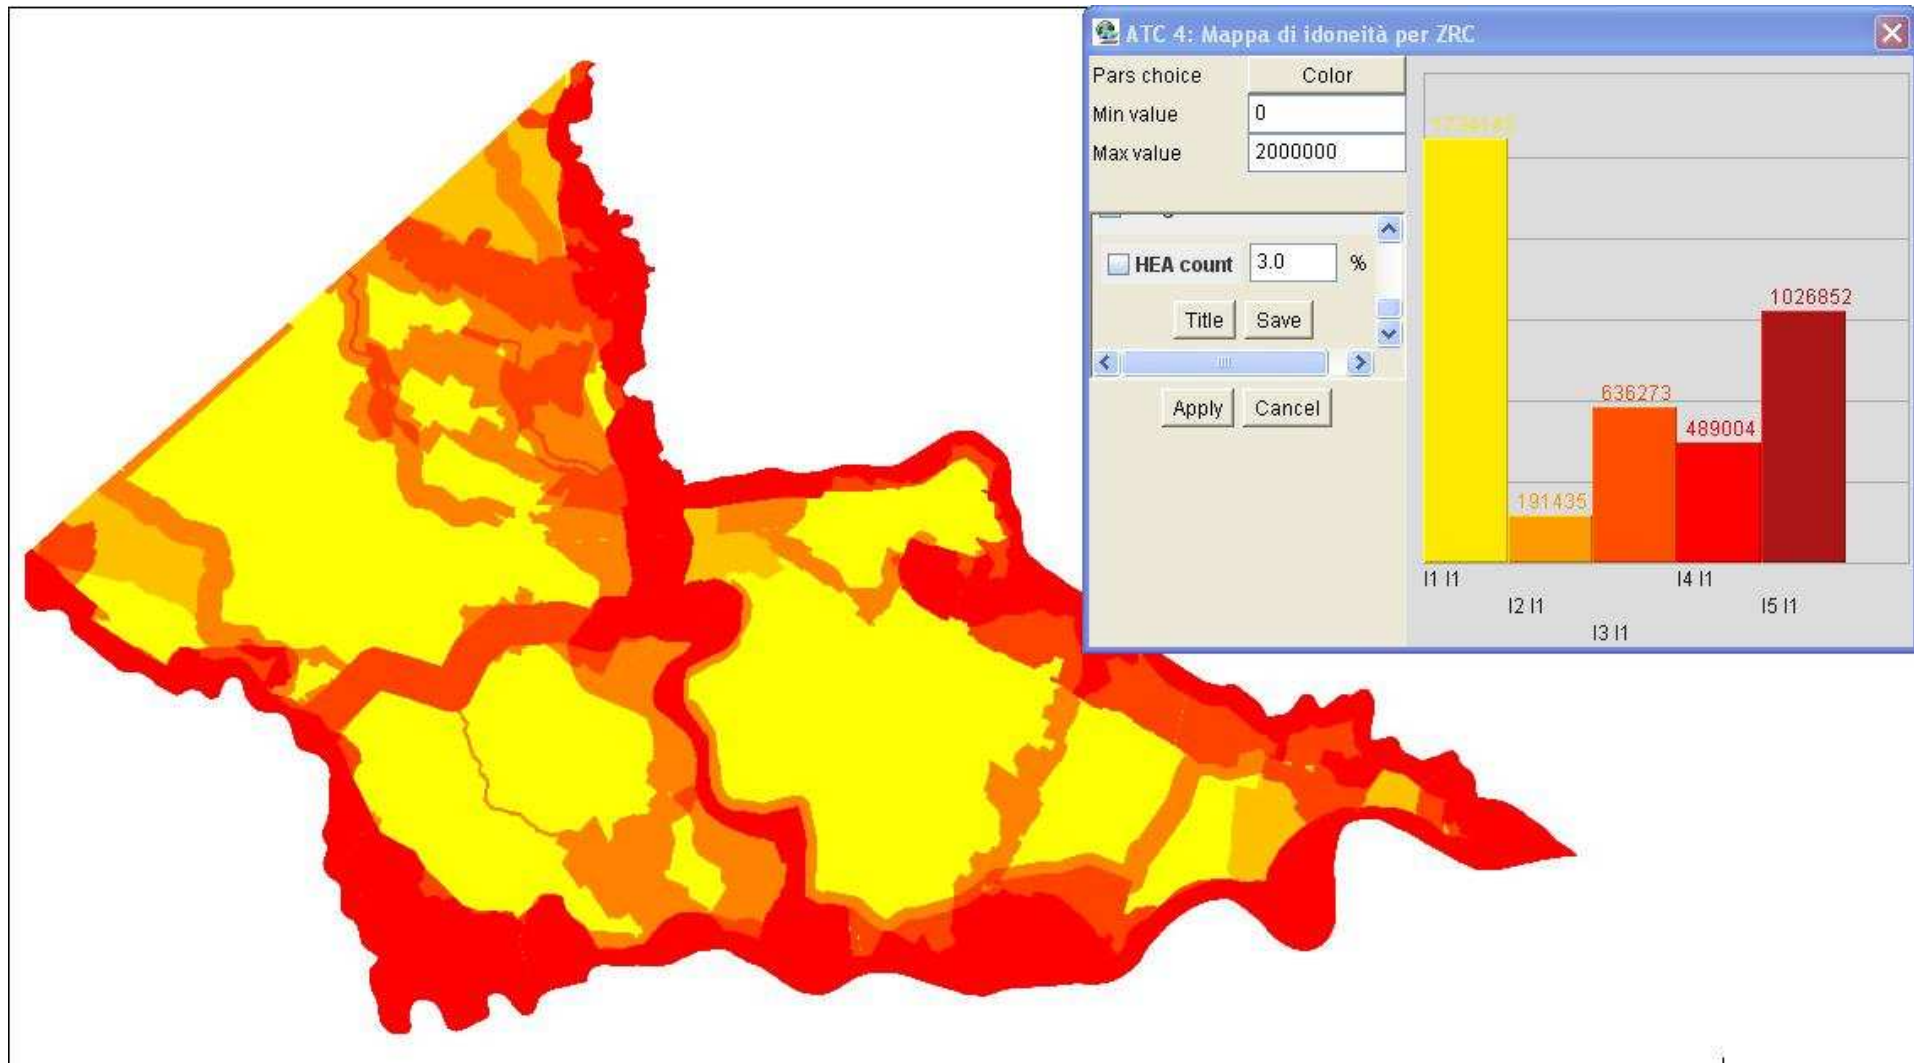 ATC 4: Mappa di idoneità per ZRC
Pars choice
Color
Min value
0
Max value
2000000
HEA count
3.0
%
Title
Save
Apply
Cancel
191435
636273
489004
1026852
I1 I1
I2 I1
I3 I1
I4 I1
I5 I1